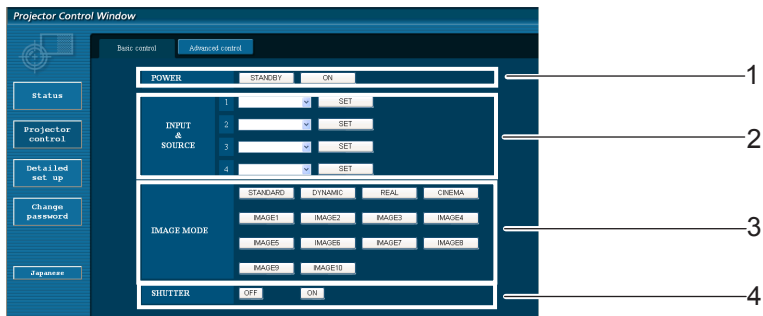 Projector Control Window
Basic control Advanced control
POWER STANDBY ON 1
Status
INPUT & SOURCE 1 SET
2 SET 2
3 SET
4 SET
Projector control
Detailed set up
Change password
Japanese
IMAGE MODE STANDARD DYNAMIC REAL CINEMA
IMAGE1 IMAGE2 IMAGE3 IMAGE4 3
IMAGE5 IMAGE6 IMAGE7 IMAGE8
IMAGE9 IMAGE10
SHUTTER OFF ON 4